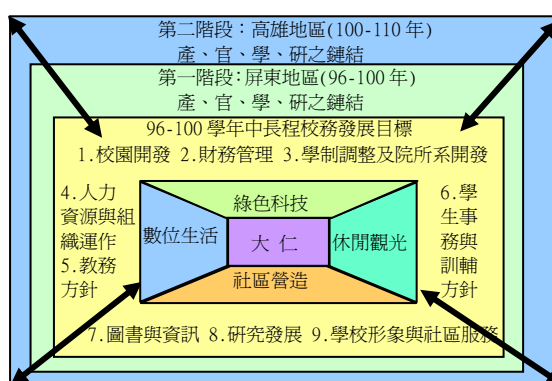 第二階段：高雄地區(100-110 年)
產、官、學、研之鏈結
第一階段:屏東地區(96-100 年)
產、官、學、研之鏈結
96-100 學年中長程校務發展目標
1.校園開發 2.財務管理 3.學制調整及院所系開發
4.人力
資源與組
織運作
5.教務
方針
綠色科技
數位生活
大 仁
休閒觀光
社區營造
6.學
生事
務與
訓輔
方針
7.圖書與資訊 8.研究發展 9.學校形象與社區服務